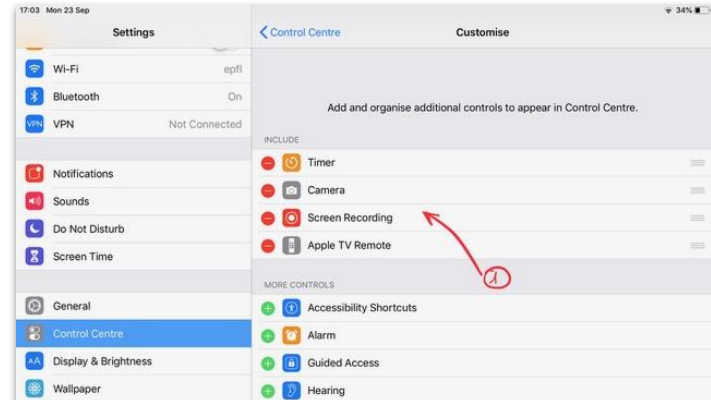 17:03 Mon 23 Sep
34%
Settings
Control Centre
Customise
Wi-Fi
epfl
Bluetooth
On
VPN
VPN
Not Connected
Notifications
Sounds
Do Not Disturb
Screen Time
General
Control Centre
AA
Display & Brightness
Wallpaper
Add and organise additional controls to appear in Control Centre.
INCLUDE
Timer
Camera
Screen Recording
Apple TV Remote
1
MORE CONTROLS
Accessibility Shortcuts
Alarm
Guided Access
Hearing